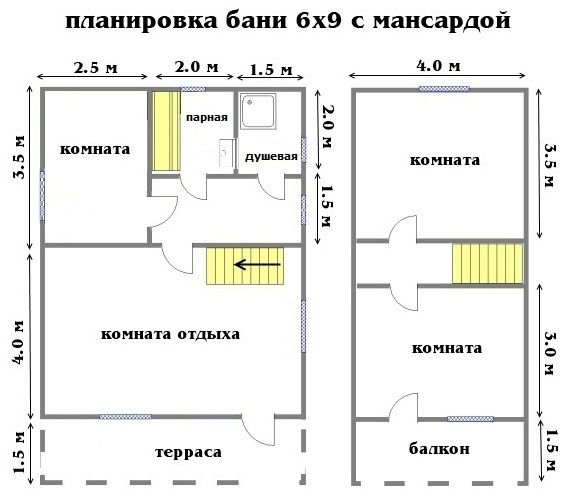 планировка бани 6х9 с мансардой
2.5 м
2.0 м
1.5 м
4.0 м
3.5 м
комната
парная
душевая
2.0 м
1.5 м
4.0 м
комната отдыха
1.5 м
терраса
комната
3.5 м
комната
3.0 м
балкон
1.5 м